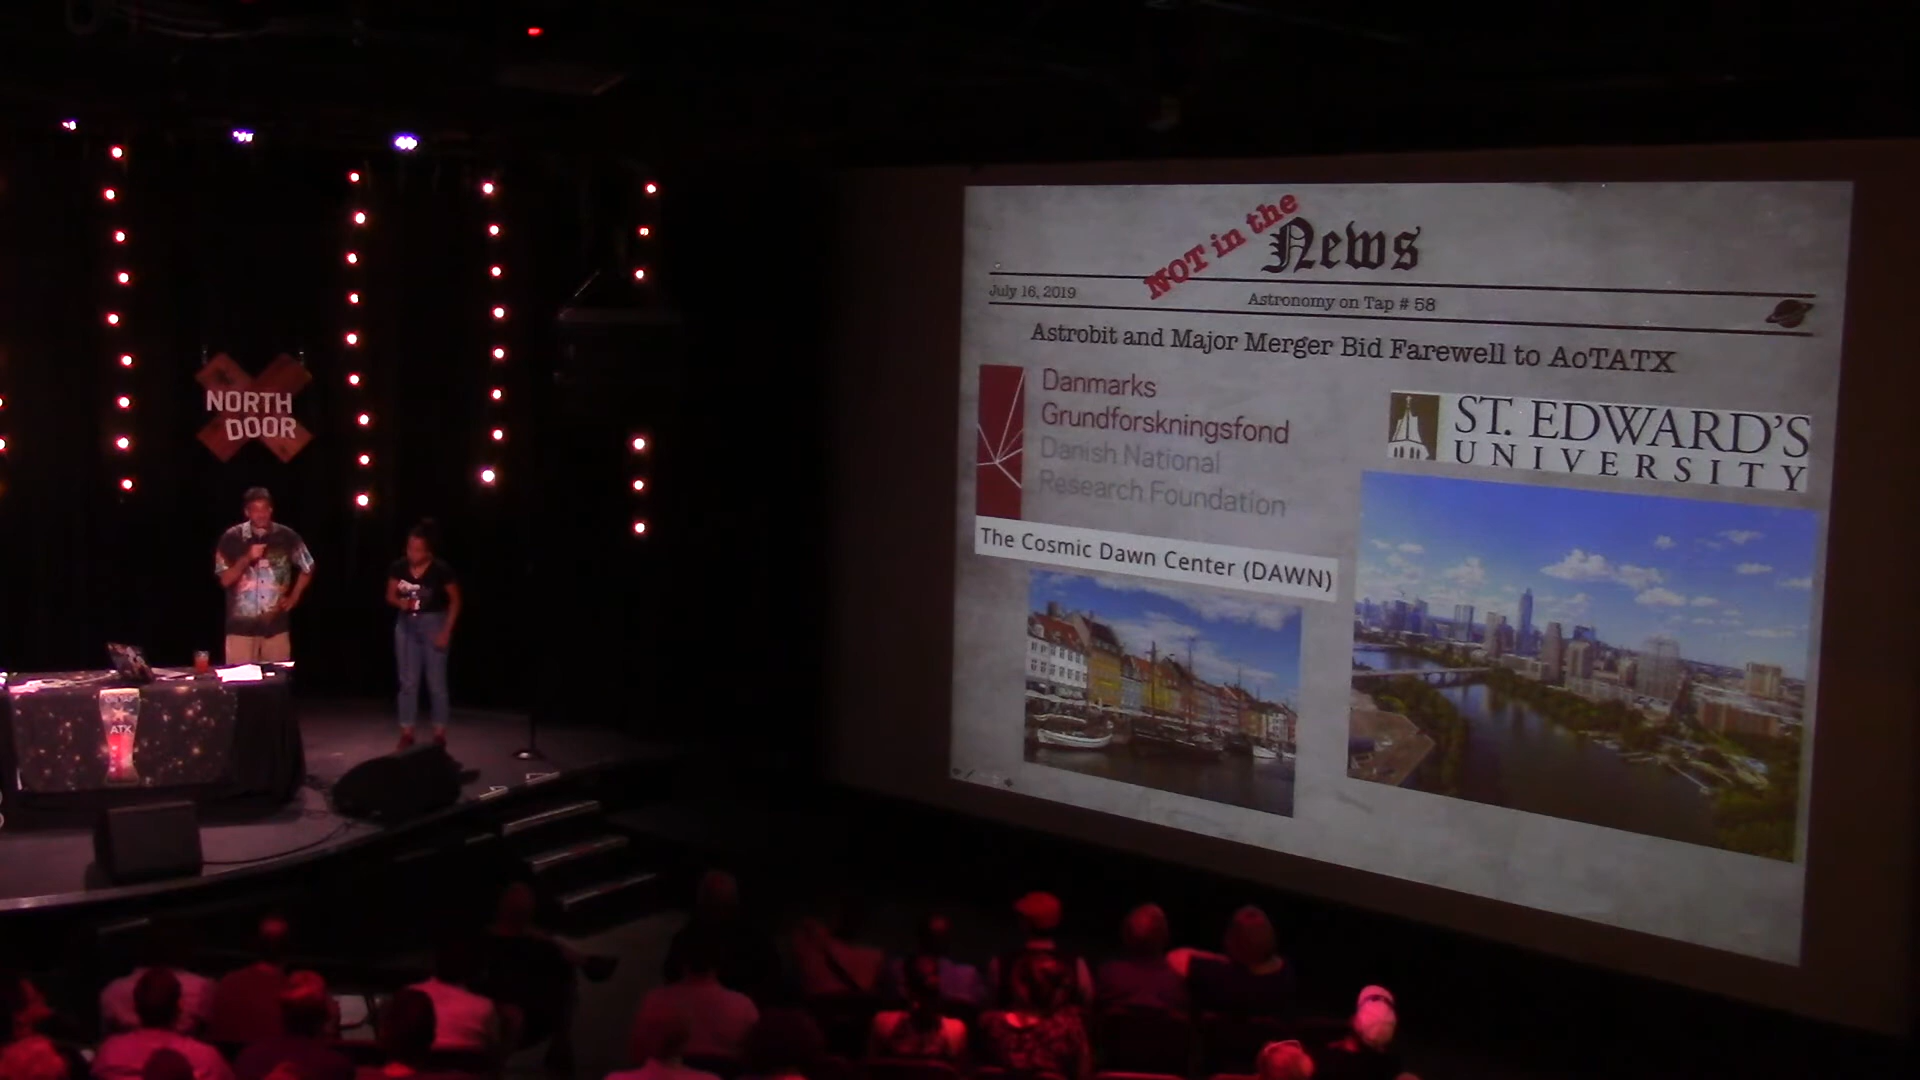 NORTH
DOOR
ATX
NOT in the
News
July 16, 2019
Astronomy on Tap # 58
Astrobit and Major Merger Bid Farewell to AoTATX
Danmarks
Grundforskningsfond
Danish National
Research Foundation
The Cosmic Dawn Center (DAWN)
ST. EDWARD'S
UNIVERSITY